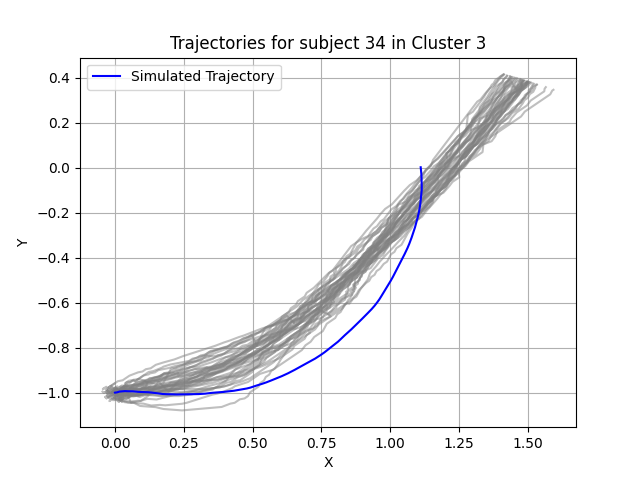 Trajectories for subject 34 in Cluster 3
Simulated Trajectory
0.4
0.2
0.0
−0.2
−0.4
−0.6
−0.8
−1.0
Y
0.00 0.25 0.50 0.75 1.00 1.25 1.50
X